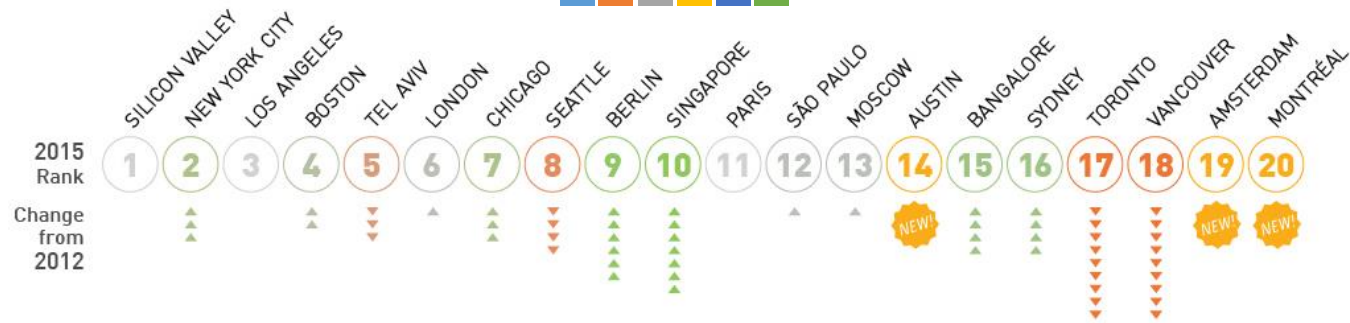 SILICON VALLEY
NEW YORK CITY
LOS ANGELES
BOSTON
TEL AVIV
LONDON
CHICAGO
SEATTLE
BERLIN
SINGAPORE
PARIS
SÃO PAULO
MOSCOW
AUSTIN
BANGALORE
SYDNEY
TORONTO
VANCOUVER
AMSTERDAM
MONTRÉAL
2015
Rank
1 2 3 4 5 6 7 8 9 10 11 12 13 14 15 16 17 18 19 20
Change
from
2012
NEW! NEW! NEW!